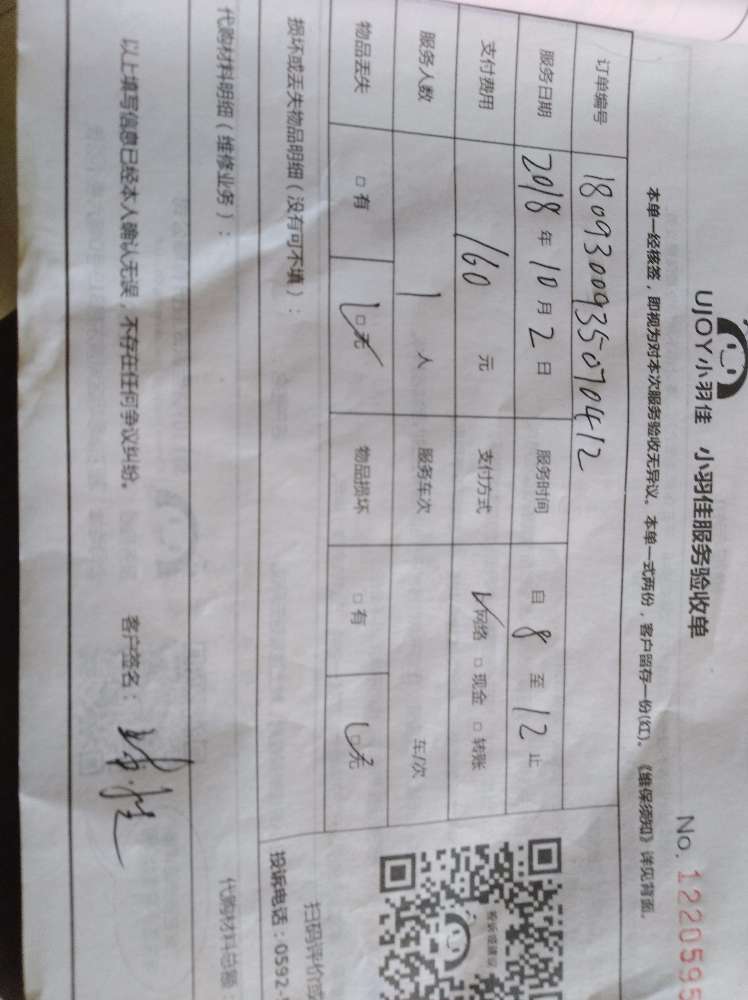 UJOY小羽佳 小羽佳服务验收单
No. 1220595
本单一经核签，即视为对本次服务验收无异议。本单一式两份，客户留存一份(红)。《维保须知》详见背面。
订单编号 1809300935070412
服务日期 2018 年 10 月 2 日 服务时间 自 8 至 12 止
支付费用 160 元 支付方式 ✓网络 □现金 □转账
服务人数 1 人 服务车次 车/次
物品丢失 □有 □无 物品损坏 □有 □无
损坏或丢失物品明细（没有可不填）：
投诉建议
扫码评价或
投诉电话：0592-
代购材料明细（维修业务）：
代购材料总额：
以上填写信息已经本人确认无误，不存在任何争议纠纷。 客户签名：